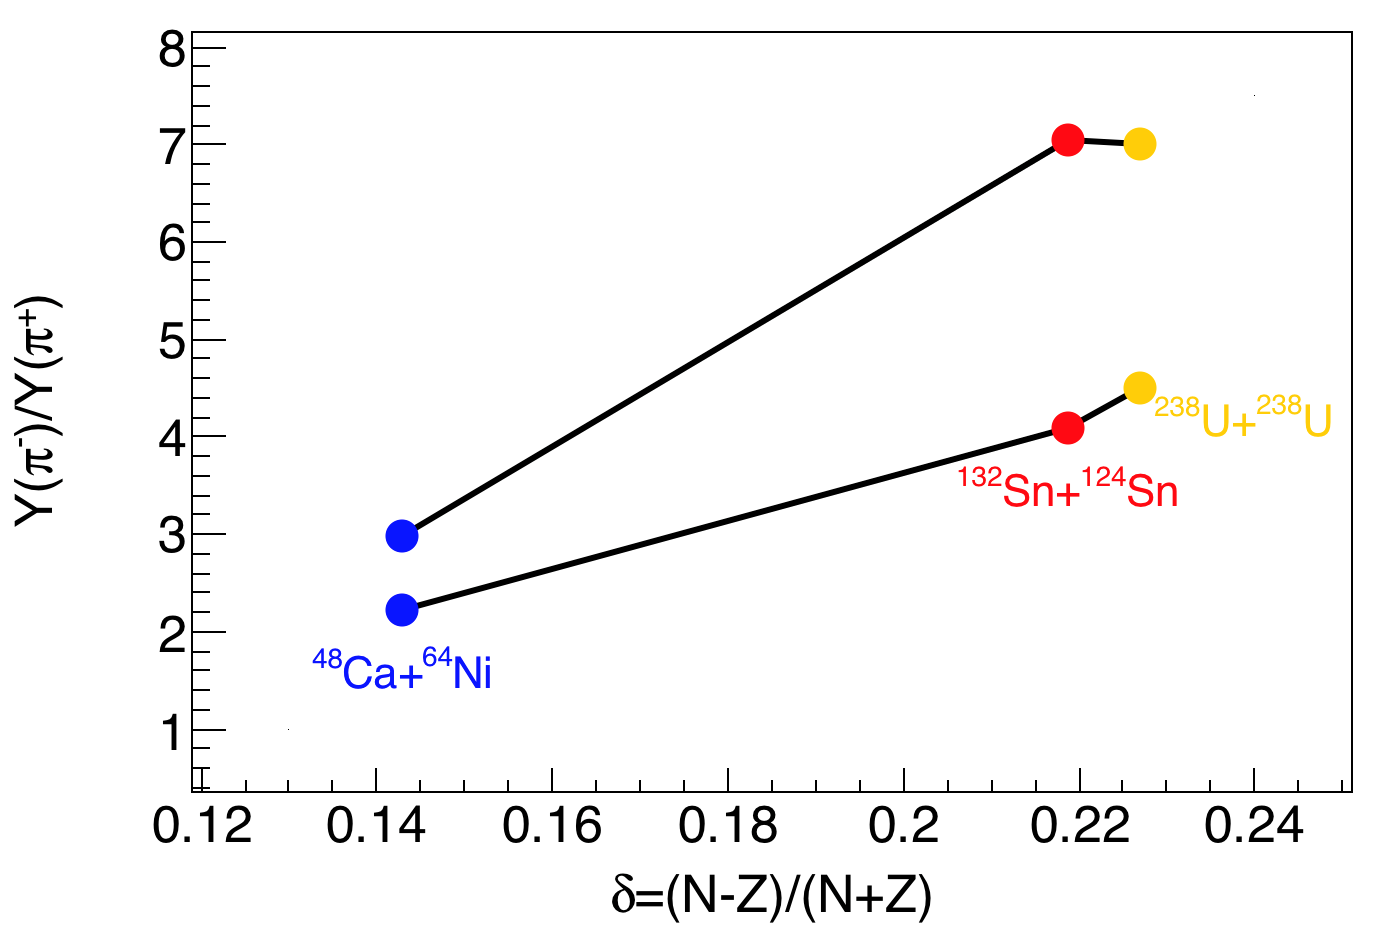 8
7
6
5
4
3
2
1
Y(π⁻)/Y(π⁺)
²³⁸U+²³⁸U
¹³²Sn+¹²⁴Sn
⁴⁸Ca+⁶⁴Ni
0.12 0.14 0.16 0.18 0.2 0.22 0.24
δ=(N-Z)/(N+Z)